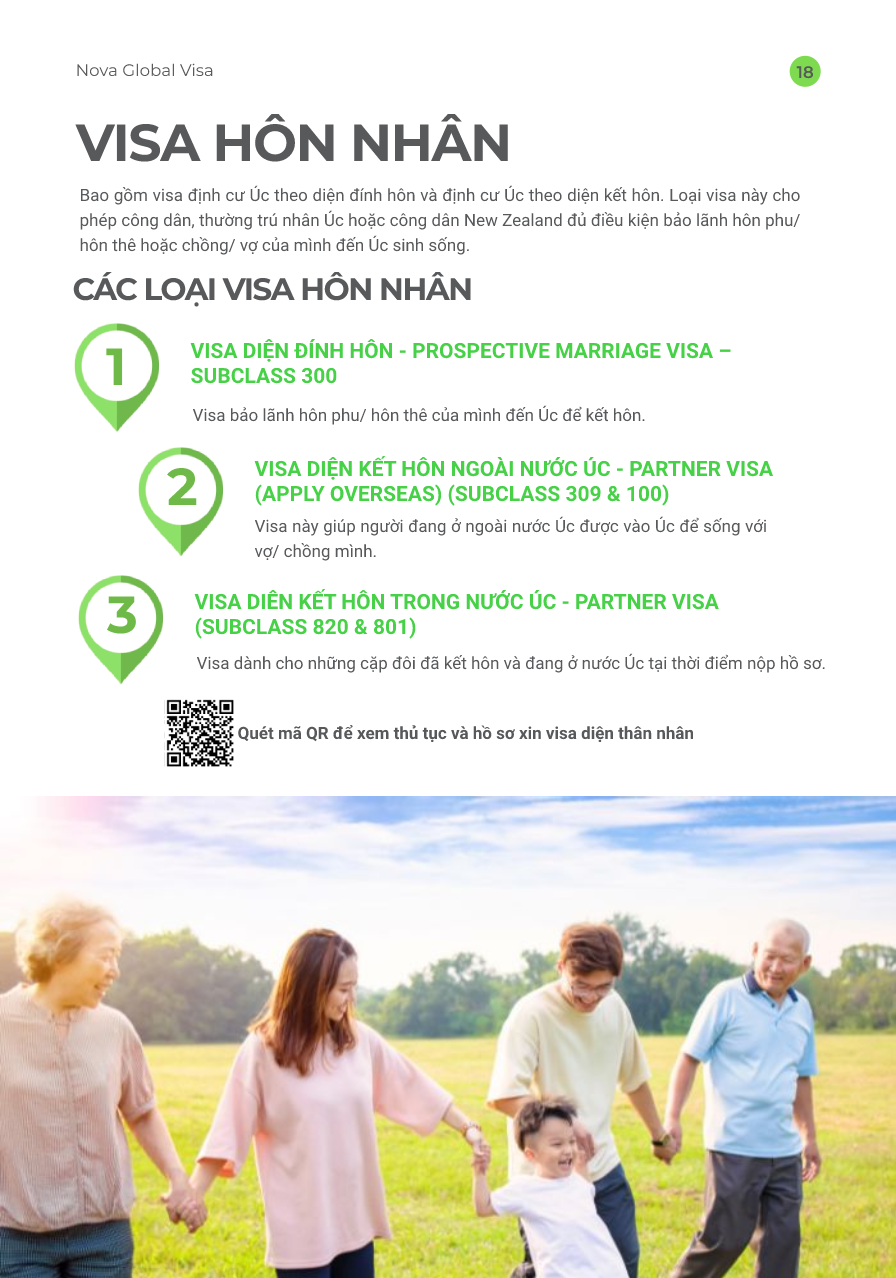 Nova Global Visa
18
VISA HÔN NHÂN
Bao gồm visa định cư Úc theo diện đính hôn và định cư Úc theo diện kết hôn. Loại visa này cho
phép công dân, thường trú nhân Úc hoặc công dân New Zealand đủ điều kiện bảo lãnh hôn phu/
hôn thê hoặc chồng/ vợ của mình đến Úc sinh sống.
CÁC LOẠI VISA HÔN NHÂN
1
VISA DIỆN ĐÍNH HÔN - PROSPECTIVE MARRIAGE VISA –
SUBCLASS 300
Visa bảo lãnh hôn phu/ hôn thê của mình đến Úc để kết hôn.
2
VISA DIỆN KẾT HÔN NGOÀI NƯỚC ÚC - PARTNER VISA
(APPLY OVERSEAS) (SUBCLASS 309 & 100)
Visa này giúp người đang ở ngoài nước Úc được vào Úc để sống với
vợ/ chồng mình.
3
VISA DIÊN KẾT HÔN TRONG NƯỚC ÚC - PARTNER VISA
(SUBCLASS 820 & 801)
Visa dành cho những cặp đôi đã kết hôn và đang ở nước Úc tại thời điểm nộp hồ sơ.
Quét mã QR để xem thủ tục và hồ sơ xin visa diện thân nhân